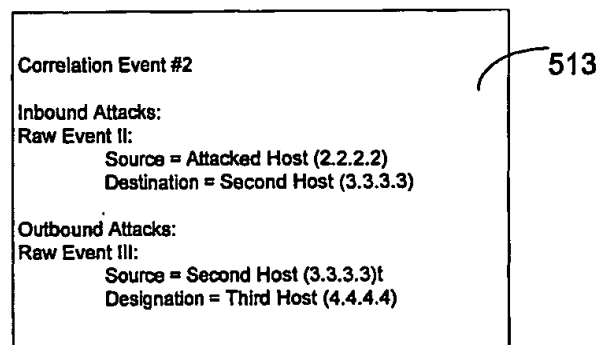 Correlation Event #2
513
Inbound Attacks:
Raw Event II:
Source = Attacked Host (2.2.2.2)
Destination = Second Host (3.3.3.3)
Outbound Attacks:
Raw Event III:
Source = Second Host (3.3.3.3)t
Designation = Third Host (4.4.4.4)